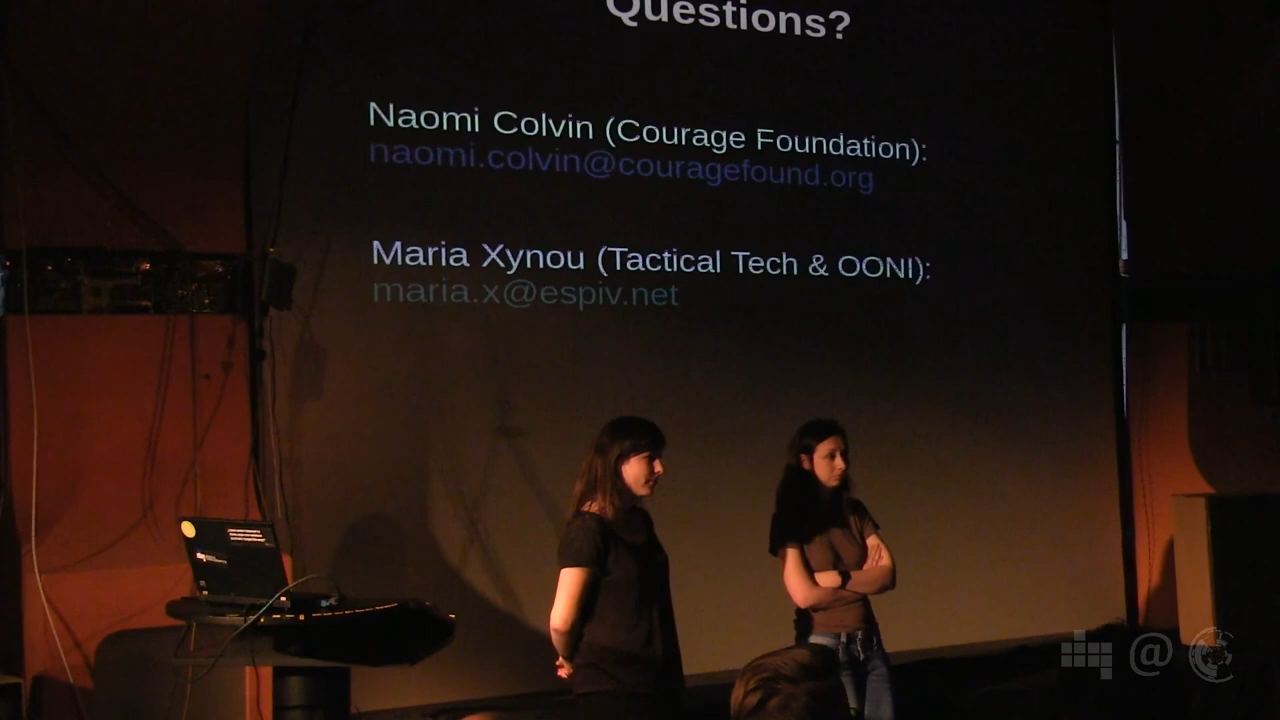 Questions?
Naomi Colvin (Courage Foundation):
naomi.colvin@couragefound.org
Maria Xynou (Tactical Tech & OONI):
maria.x@espiv.net